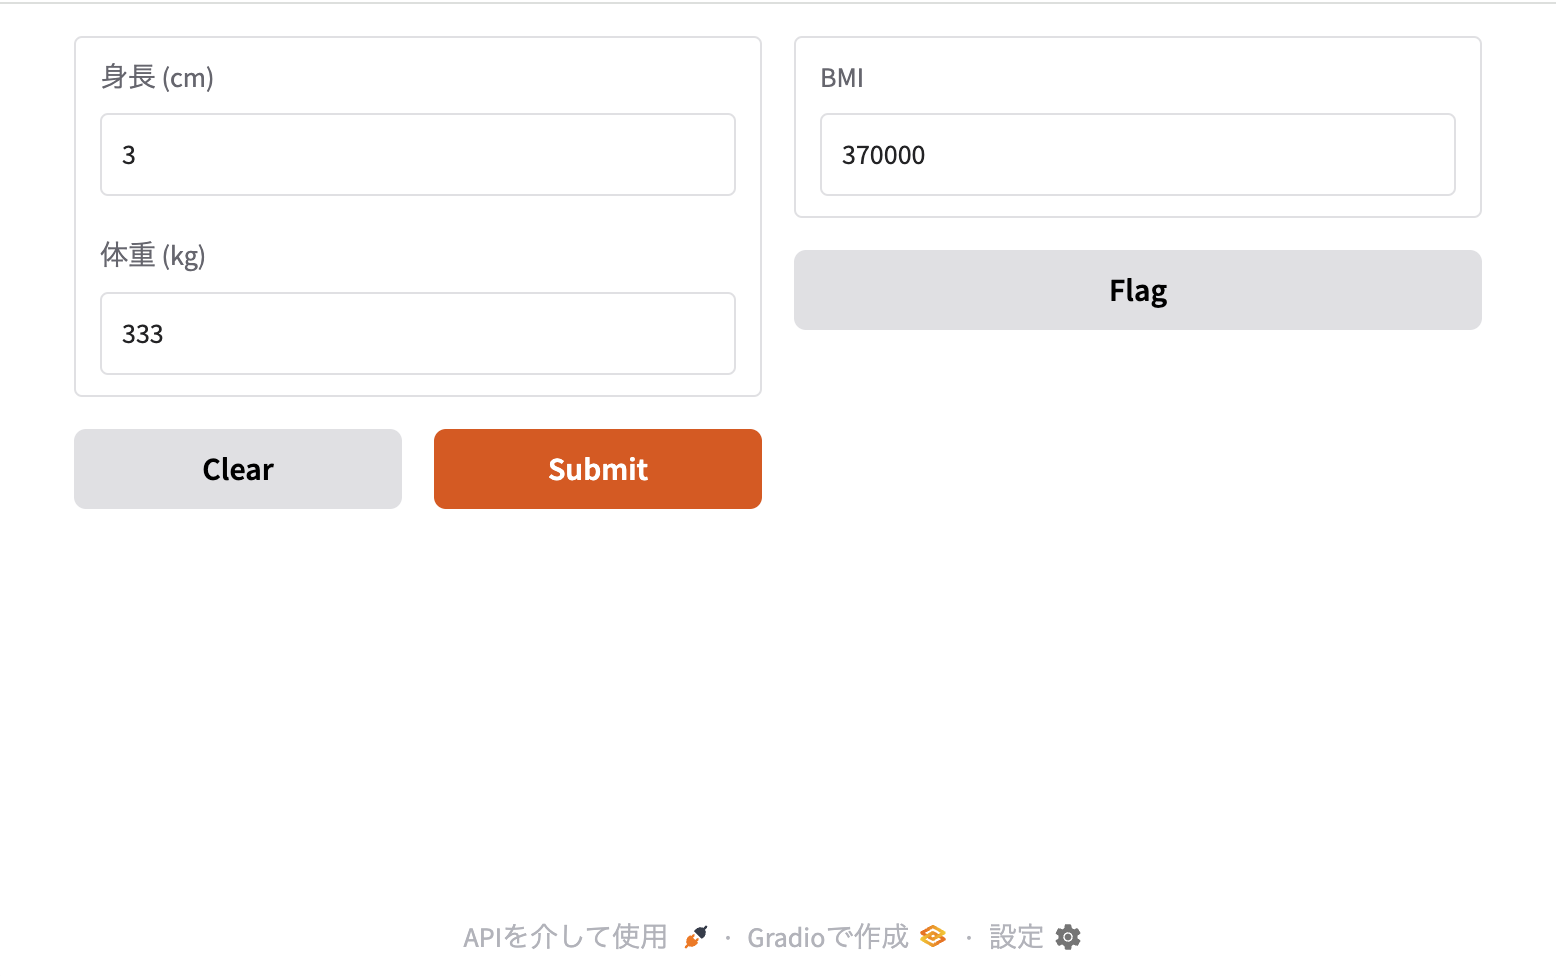 身長 (cm)
3
体重 (kg)
333
Clear
Submit
BMI
370000
Flag
APIを介して使用 · Gradioで作成 · 設定